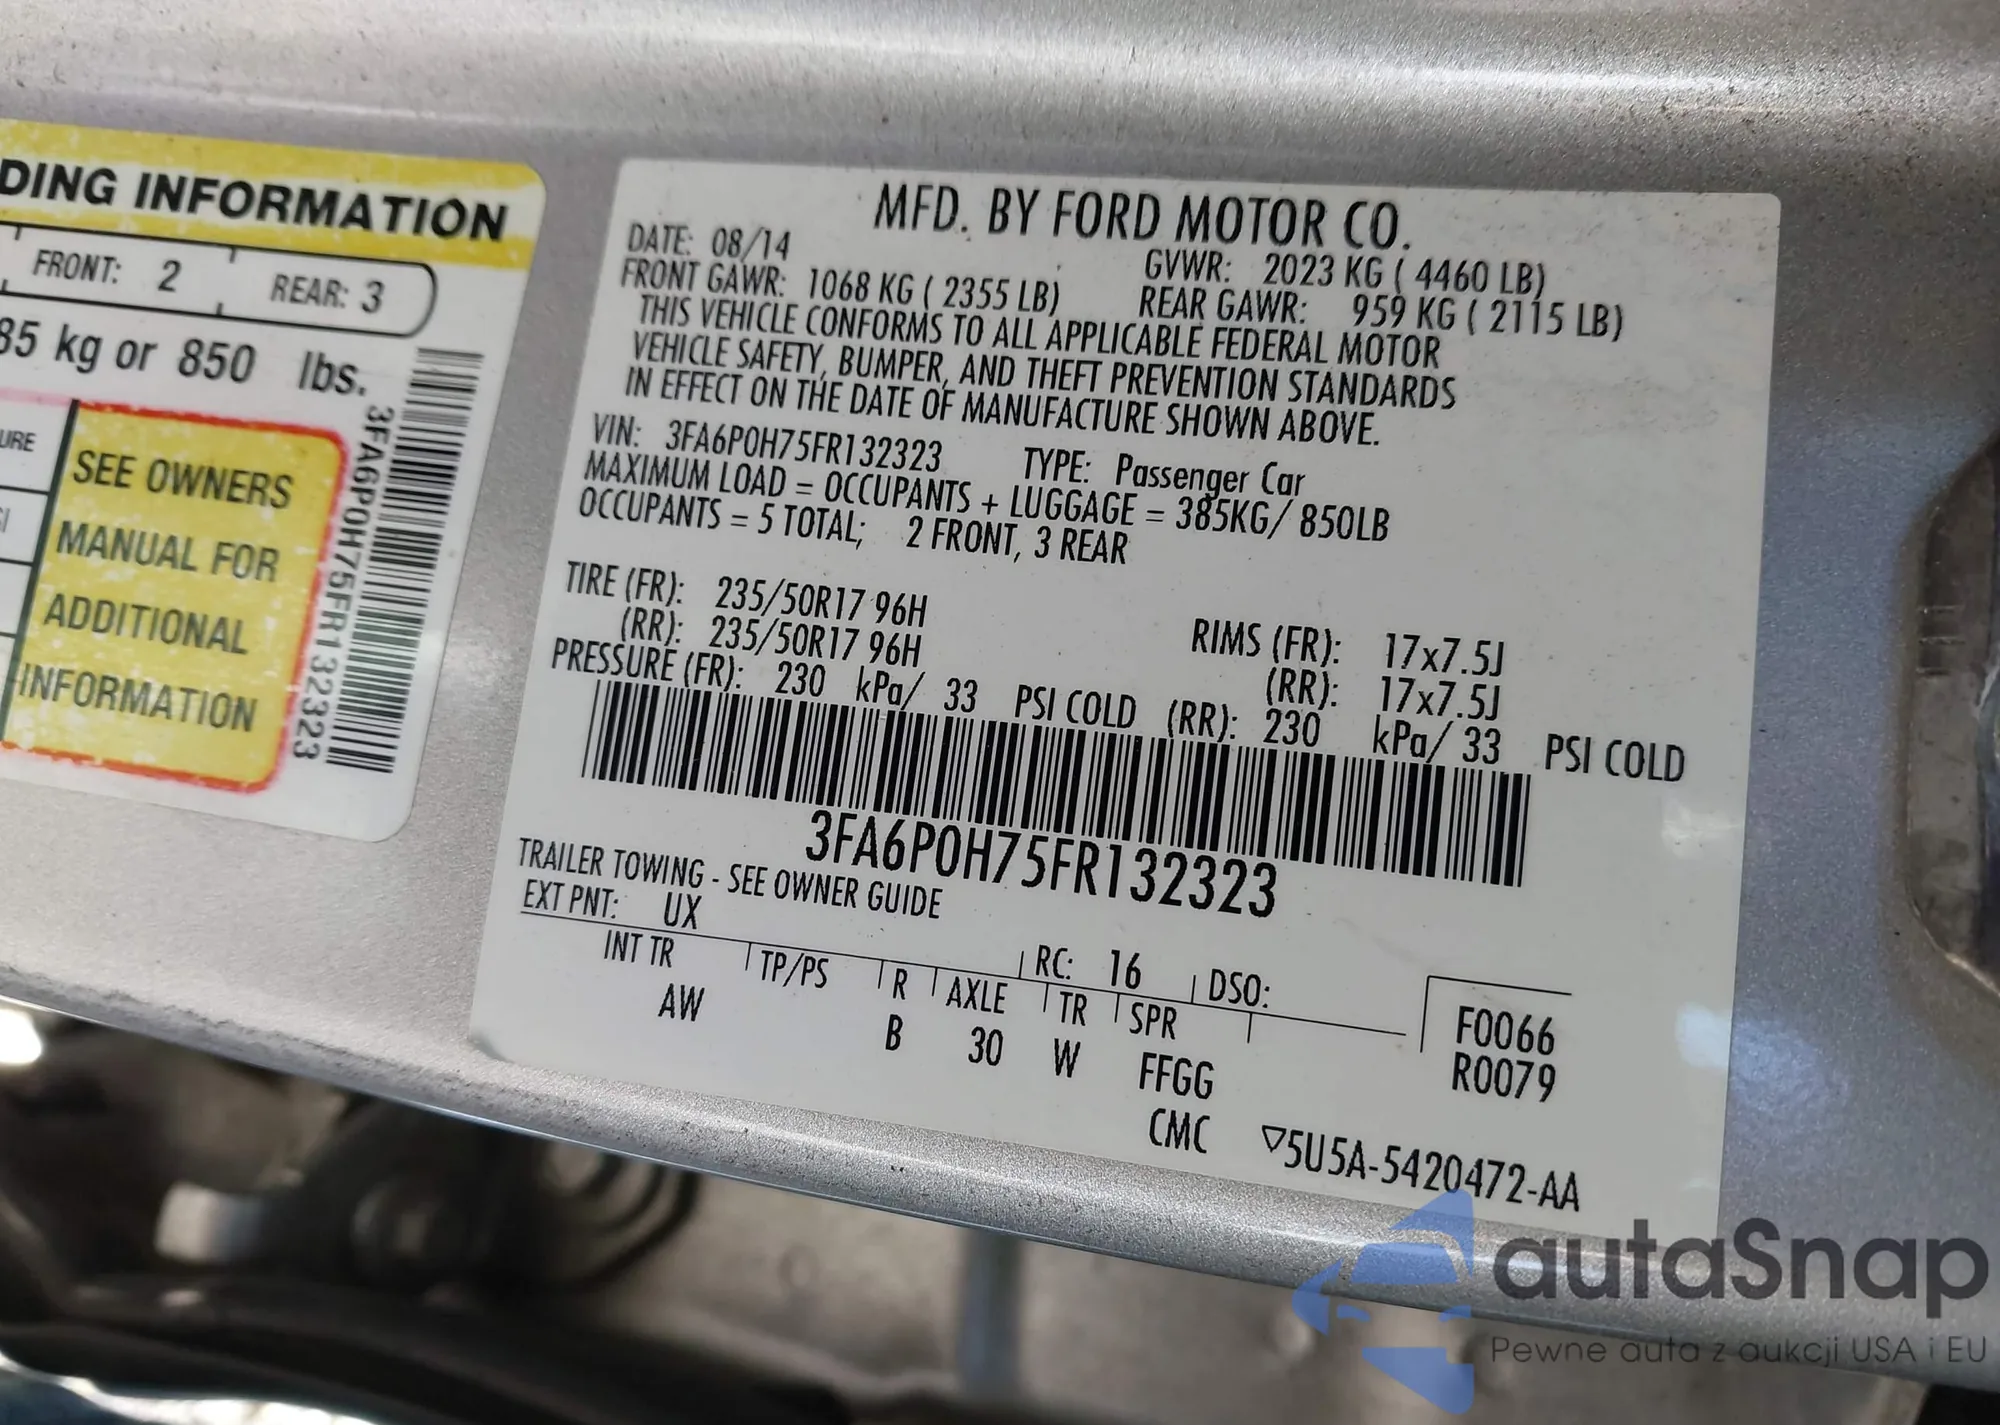 DING INFORMATION
FRONT: 2
REAR: 3
85 kg or 850 lbs.
URE
SEE OWNERS
MANUAL FOR
ADDITIONAL
INFORMATION
3FA6P0H75FR132323
MFD. BY FORD MOTOR CO.
DATE: 08/14
GVWR: 2023 KG ( 4460 LB)
FRONT GAWR: 1068 KG ( 2355 LB)
REAR GAWR: 959 KG ( 2115 LB)
THIS VEHICLE CONFORMS TO ALL APPLICABLE FEDERAL MOTOR
VEHICLE SAFETY, BUMPER, AND THEFT PREVENTION STANDARDS
IN EFFECT ON THE DATE OF MANUFACTURE SHOWN ABOVE.
VIN: 3FA6P0H75FR132323 TYPE: Passenger Car
MAXIMUM LOAD = OCCUPANTS + LUGGAGE = 385KG/ 850LB
OCCUPANTS = 5 TOTAL; 2 FRONT, 3 REAR
TIRE (FR): 235/50R17 96H RIMS (FR): 17x7.5J
(RR): 235/50R17 96H (RR): 17x7.5J
PRESSURE (FR): 230 kPa/ 33 PSI COLD (RR): 230 kPa/ 33 PSI COLD
3FA6P0H75FR132323
TRAILER TOWING - SEE OWNER GUIDE
EXT PNT: UX RC: 16 DSO:
INT TR TP/PS R AXLE TR SPR
AW B 30 W FFGG
F0066
R0079
CMC ▽5U5A-5420472-AA
autaSnap
Pewne auta z aukcji USA i EU